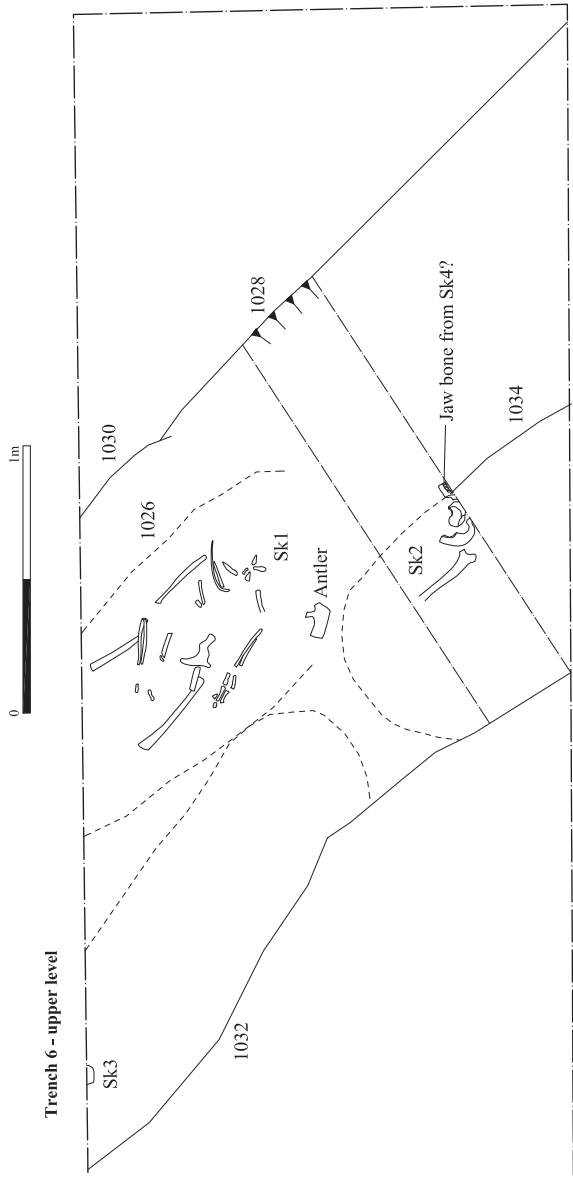 Trench 6 - upper level
0
1m
Sk3
1032
1026
1030
Sk1
Antler
1028
Sk2
Jaw bone from Sk4?
1034